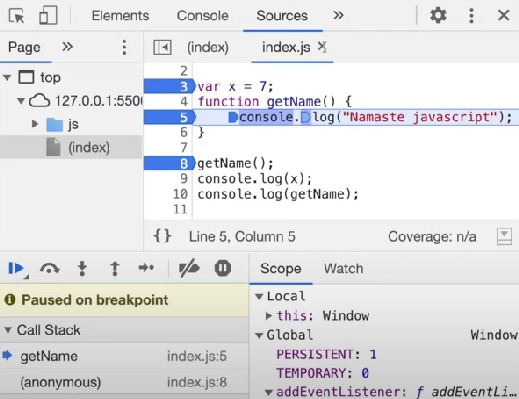 Elements Console Sources »
Page » (index) index.js ×
top
127.0.0.1:550
js
(index)
2
3 var x = 7;
4 function getName() {
5 console.log("Namaste javascript");
6 }
7
8 getName();
9 console.log(x);
10 console.log(getName);
11
{} Line 5, Column 5 Coverage: n/a
Scope Watch
Paused on breakpoint
Call Stack
getName index.js:5
(anonymous) index.js:8
Local
this: Window
Global Window
PERSISTENT: 1
TEMPORARY: 0
addEventListener: ƒ addEventLi…